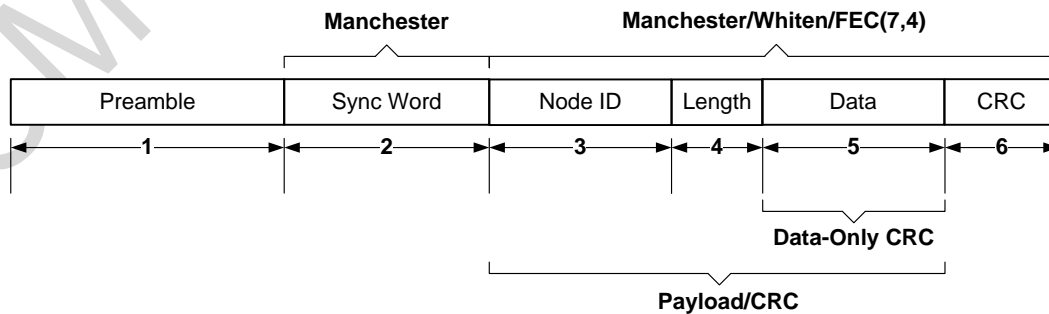 Manchester
Manchester/Whiten/FEC(7,4)
Preamble
Sync Word
Node ID
Length
Data
CRC
1
2
3
4
5
6
Data-Only CRC
Payload/CRC